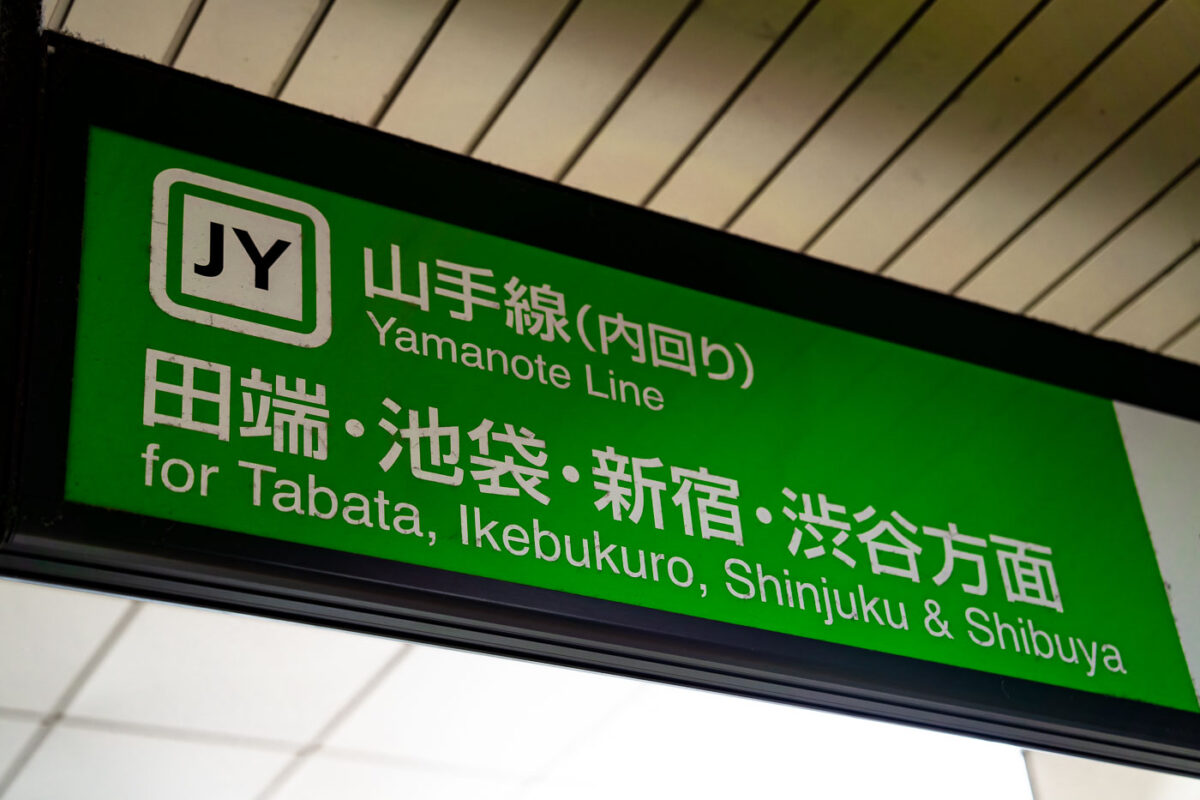 JY
山手線(内回り)
Yamanote Line
田端・池袋・新宿・渋谷方面
for Tabata, Ikebukuro, Shinjuku & Shibuya